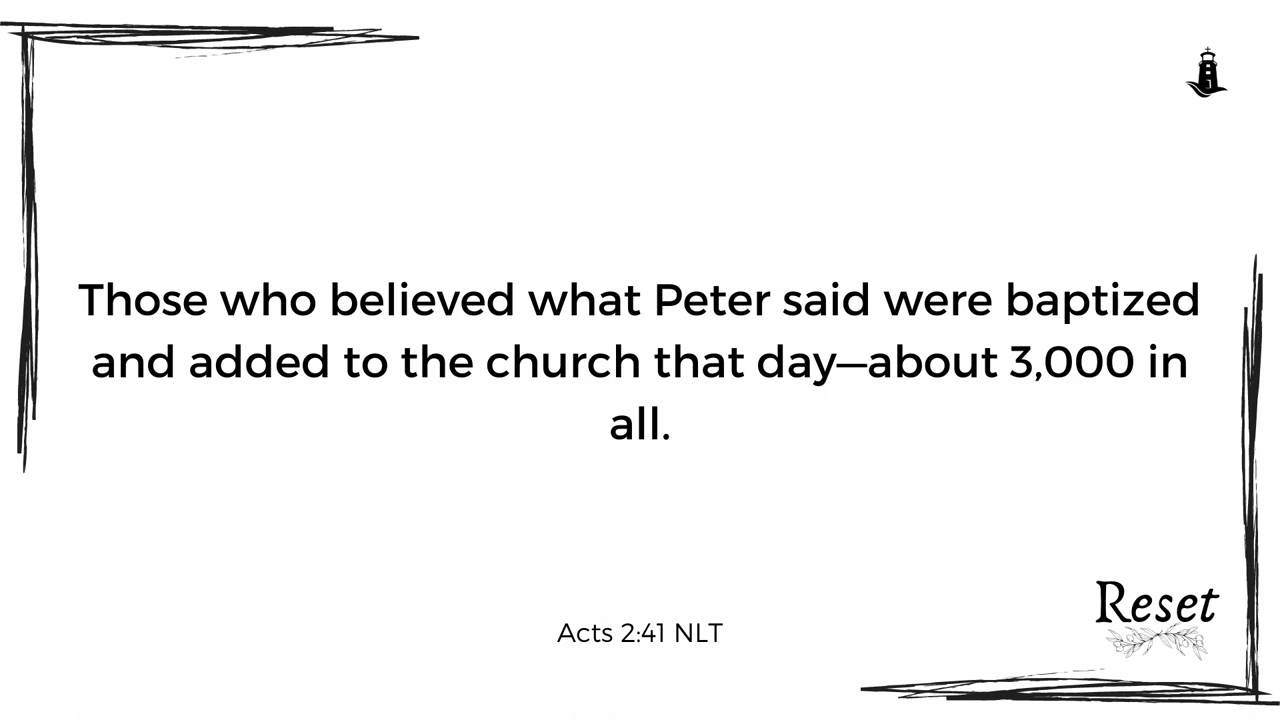 Those who believed what Peter said were baptized
and added to the church that day—about 3,000 in
all.
Acts 2:41 NLT
Reset